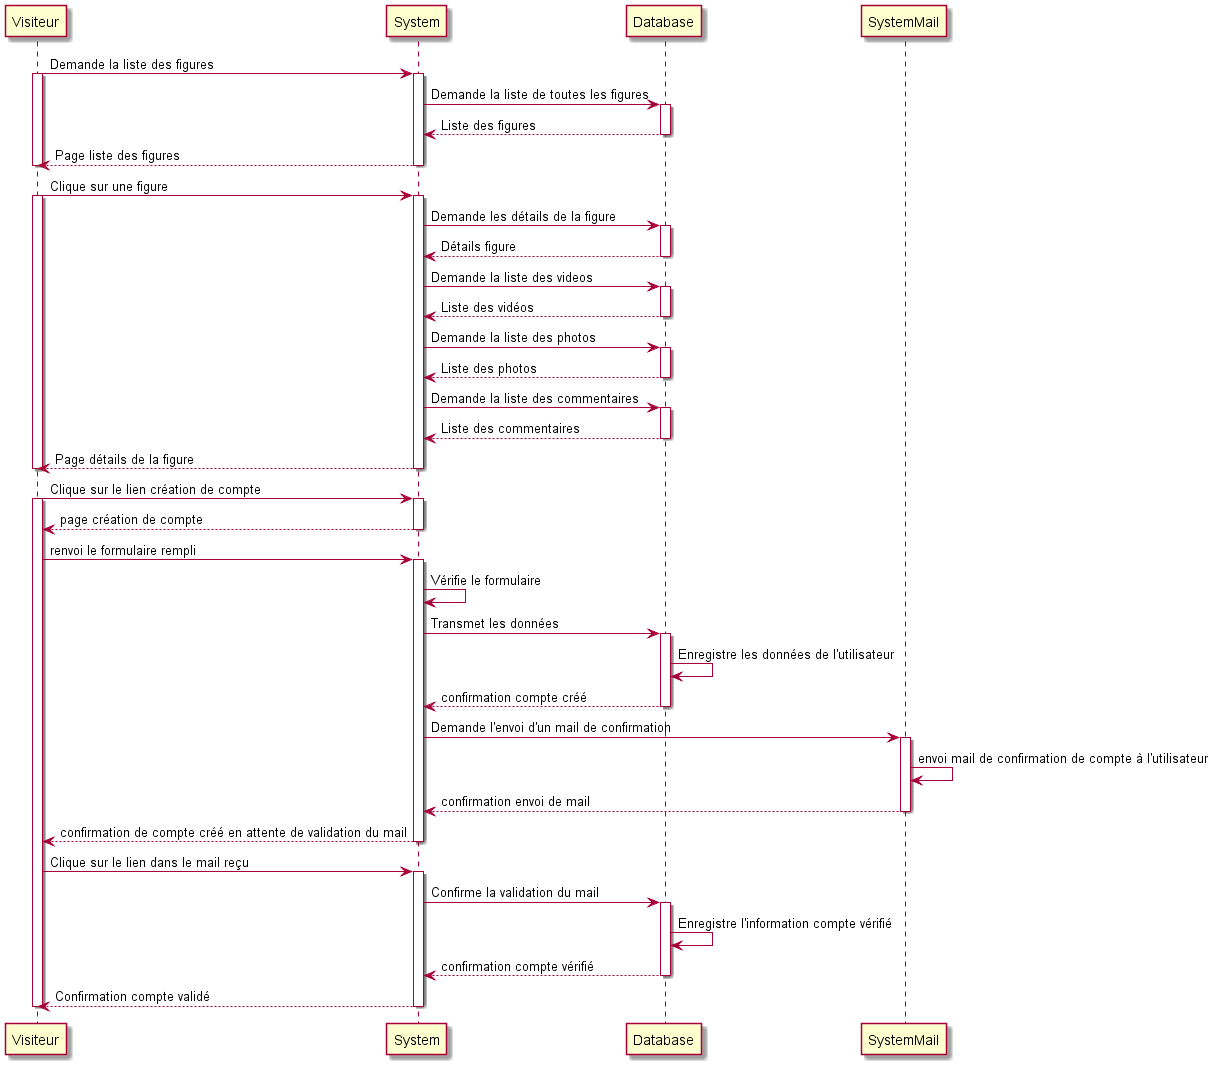 Visiteur
System
Database
SystemMail
Demande la liste des figures
Demande la liste de toutes les figures
Liste des figures
Page liste des figures
Clique sur une figure
Demande les détails de la figure
Détails figure
Demande la liste des videos
Liste des vidéos
Demande la liste des photos
Liste des photos
Demande la liste des commentaires
Liste des commentaires
Page détails de la figure
Clique sur le lien création de compte
page création de compte
renvoi le formulaire rempli
Vérifie le formulaire
Transmet les données
Enregistre les données de l'utilisateur
confirmation compte créé
Demande l'envoi d'un mail de confirmation
envoi mail de confirmation de compte à l'utilisateur
confirmation envoi de mail
confirmation de compte créé en attente de validation du mail
Clique sur le lien dans le mail reçu
Confirme la validation du mail
Enregistre l'information compte vérifié
confirmation compte vérifié
Confirmation compte validé
Visiteur
System
Database
SystemMail